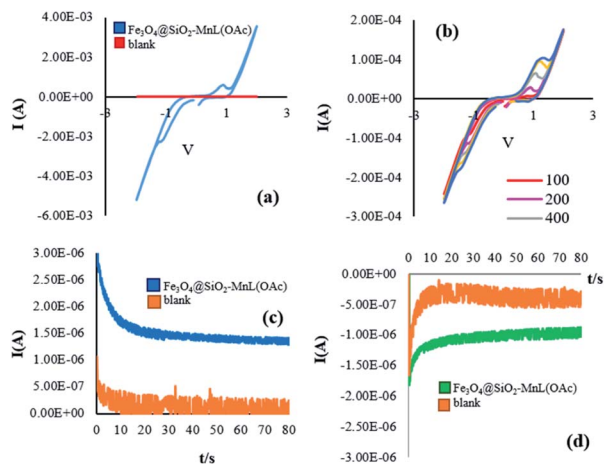 (a)
4.00E-03
2.00E-03
0.00E+00
-2.00E-03
-4.00E-03
6.00E-03
I (A)
-3
-1
1
3
V
Fe₃O₄@SiO₂-MnL(OAc)
blank
(b)
2.00E-04
1.00E-04
0.00E+00
-1.00E-04
-2.00E-04
-3.00E-04
I (A)
-3
-1
1
3
V
100
200
400
3.00E-06
2.50E-06
2.00E-06
1.50E-06
1.00E-06
5.00E-07
0.00E+00
I(A)
Fe₃O₄@SiO₂-MnL(OAc)
blank
(c)
0 10 20 30 40 50 60 70 80
t/s
t/s
0 10 20 30 40 50 60 70 80
0.00E+00
-5.00E-07
-1.00E-06
-1.50E-06
-2.00E-06
-2.50E-06
-3.00E-06
I(A)
Fe₃O₄@SiO₂-MnL(OAc)
blank
(d)